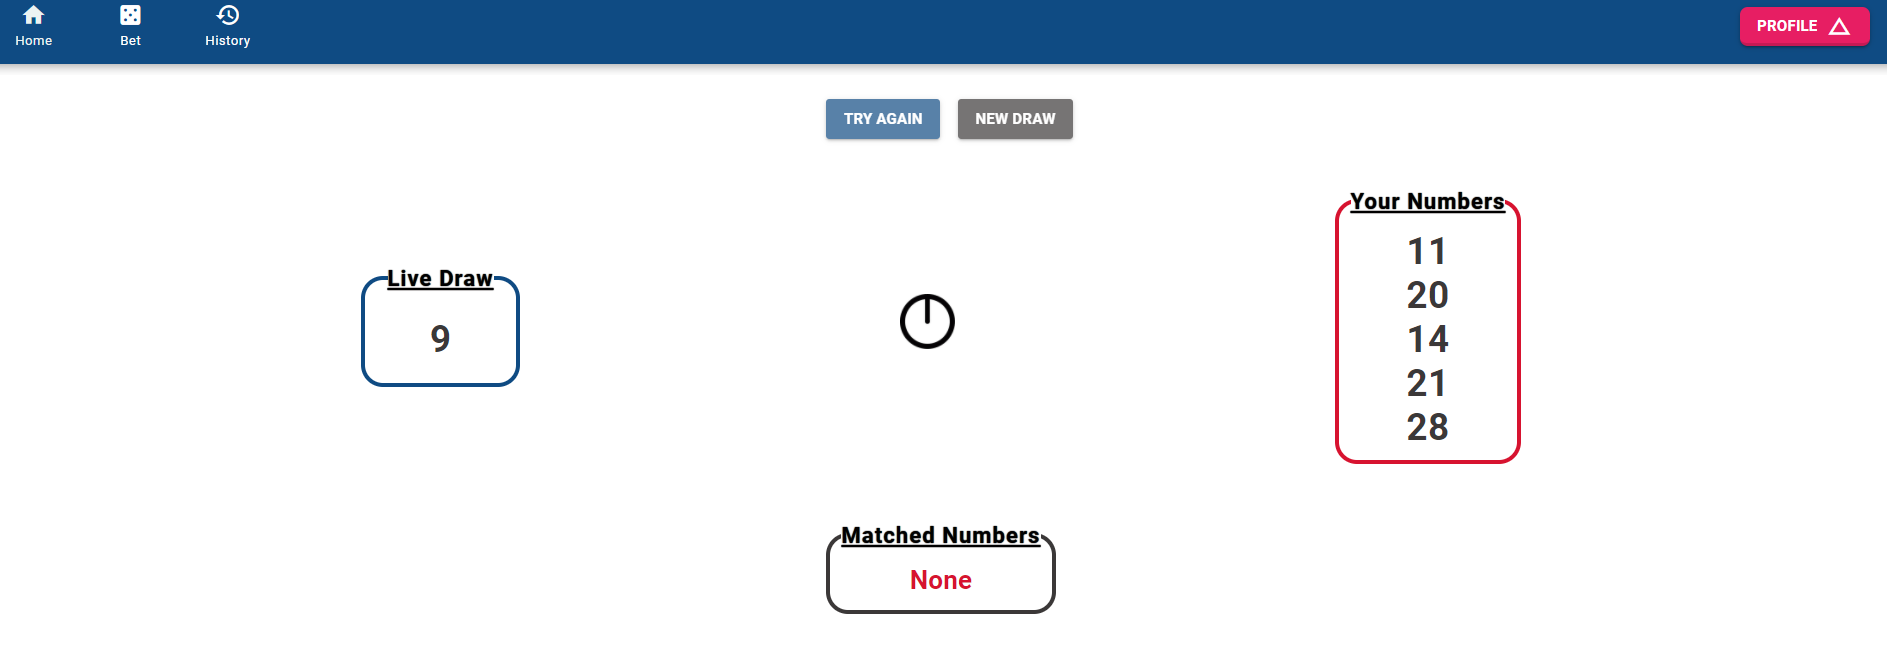 Home
Bet
History
PROFILE
TRY AGAIN
NEW DRAW
Live Draw
9
Your Numbers
11
20
14
21
28
Matched Numbers
None